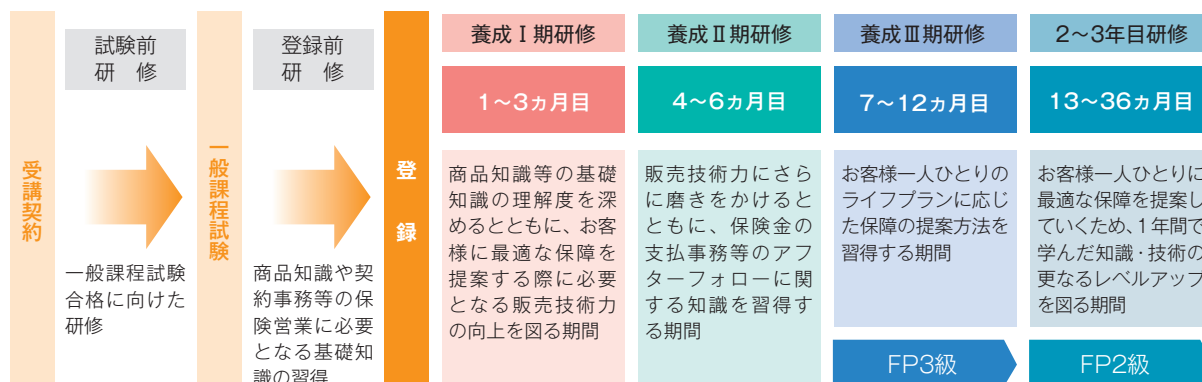 受講契約
試験前
研　修
一般課程試験
合格に向けた
研修
一般課程試験
登録前
研　修
商品知識や契
約事務等の保
険営業に必要
となる基礎知
識の習得
登　録
養成Ⅰ期研修
1～3ヵ月目
商品知識等の基礎
知識の理解度を深
めるとともに、お客
様に最適な保障を
提案する際に必要
となる販売技術力
の向上を図る期間
養成Ⅱ期研修
4～6ヵ月目
販売技術力にさら
に磨きをかけると
ともに、保険金の
支払事務等のアフ
ターフォローに関
する知識を習得す
る期間
養成Ⅲ期研修
7～12ヵ月目
お客様一人ひとりの
ライフプランに応じ
た保障の提案方法を
習得する期間
FP3級
2～3年目研修
13～36ヵ月目
お客様一人ひとりに
最適な保障を提案し
ていくため、1年間で
学んだ知識・技術の
更なるレベルアップ
を図る期間
FP2級